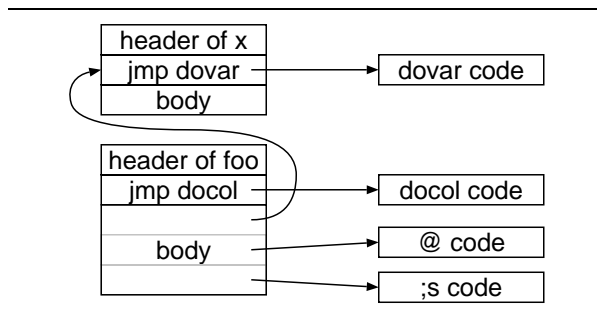 header of x
jmp dovar
dovar code
body
header of foo
jmp docol
docol code
@ code
body
;s code